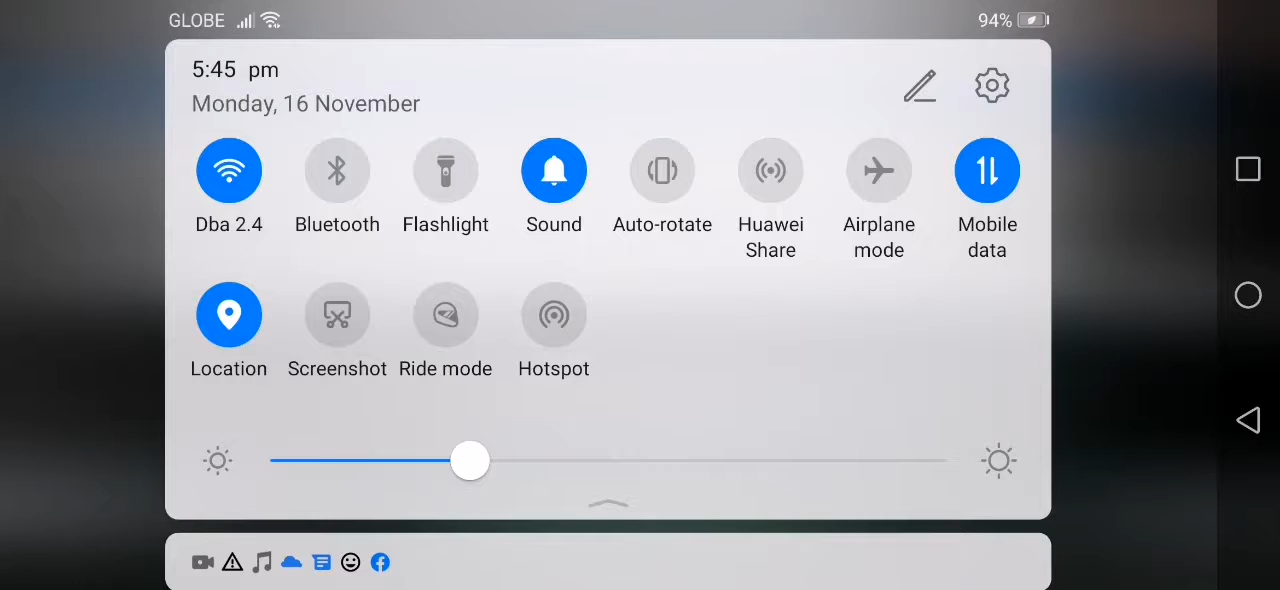 GLOBE 94%
5:45 pm
Monday, 16 November
Dba 2.4 Bluetooth Flashlight Sound Auto-rotate Huawei Share Airplane mode Mobile data
Location Screenshot Ride mode Hotspot